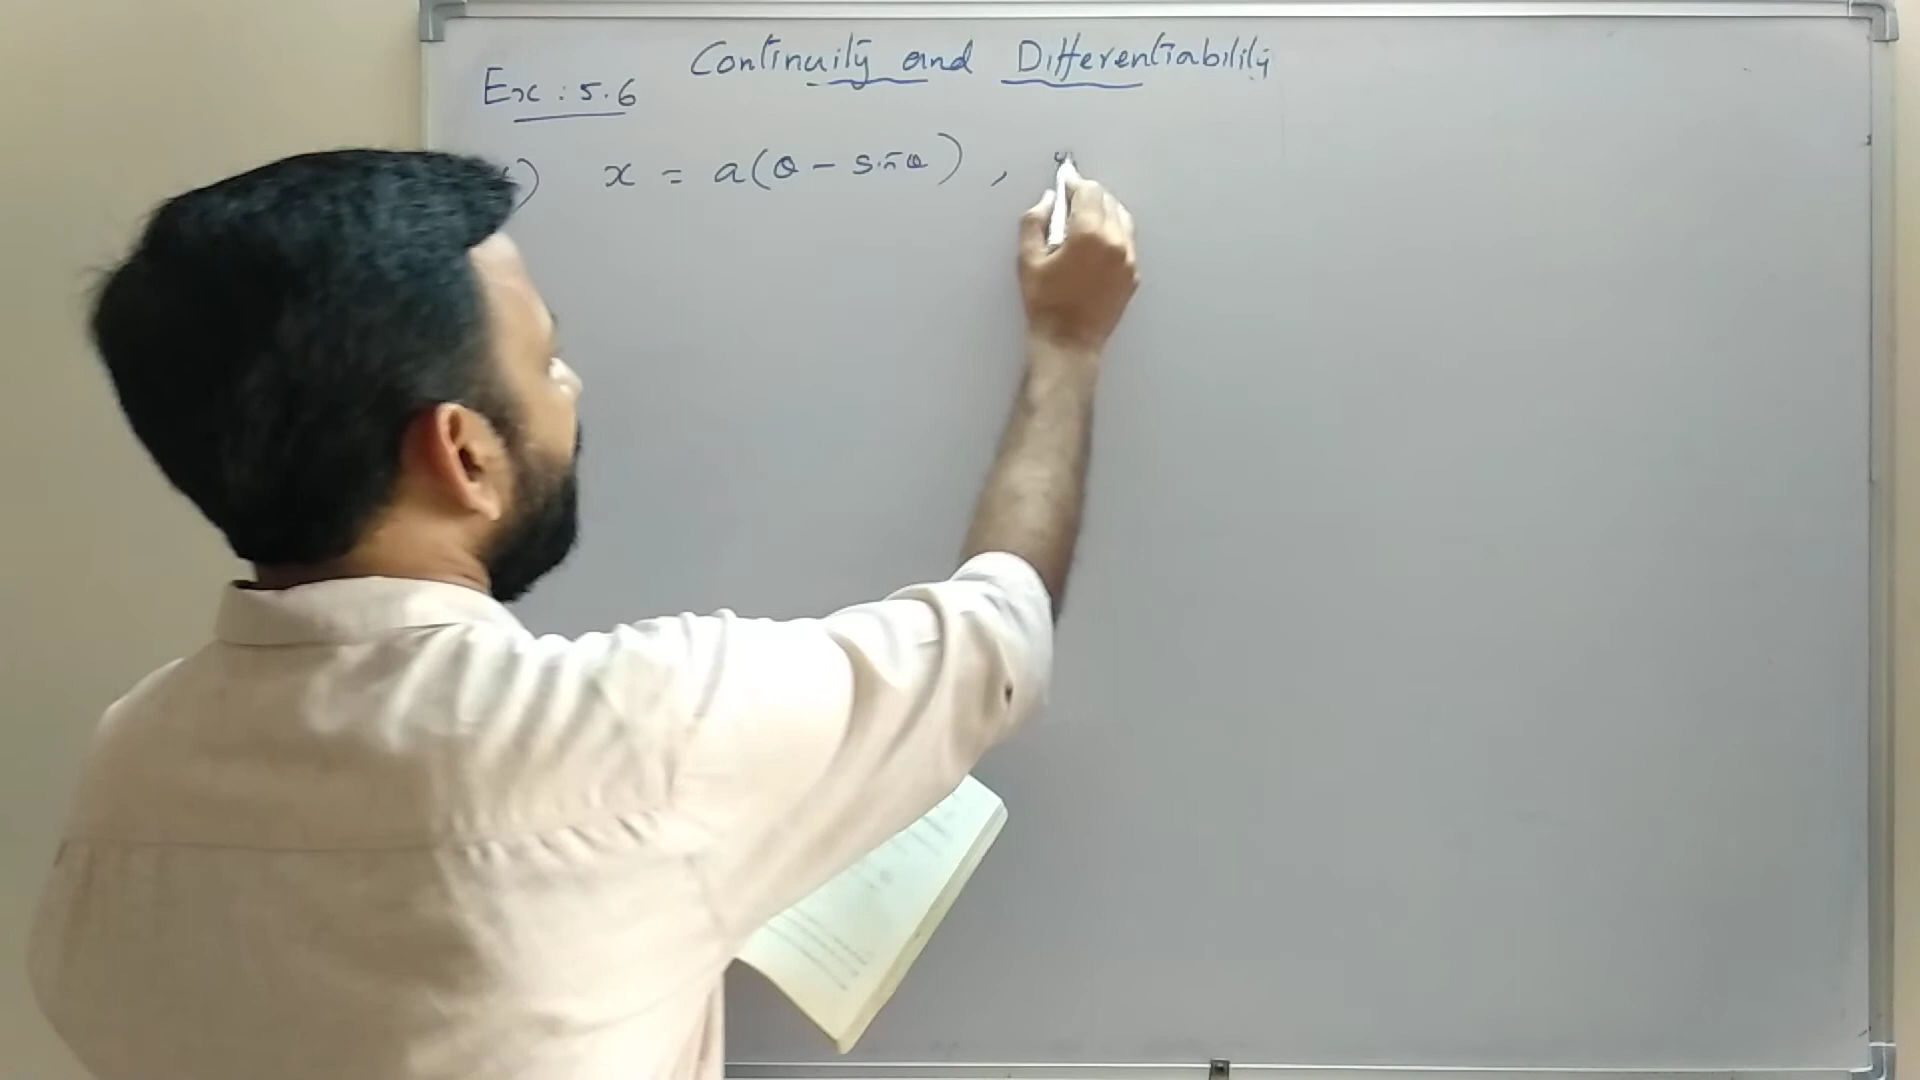 Continuity and Differentiability
Ex: 5.6
) x = a(θ - sinθ) ,